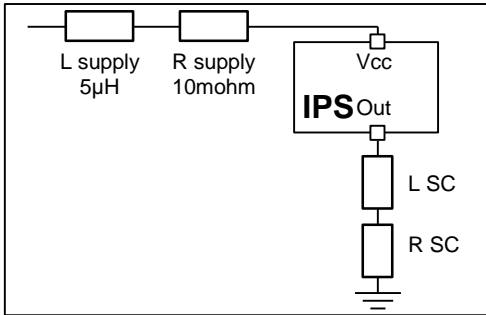 L supply
5µH
R supply
10mohm
Vcc
IPS Out
L SC
R SC